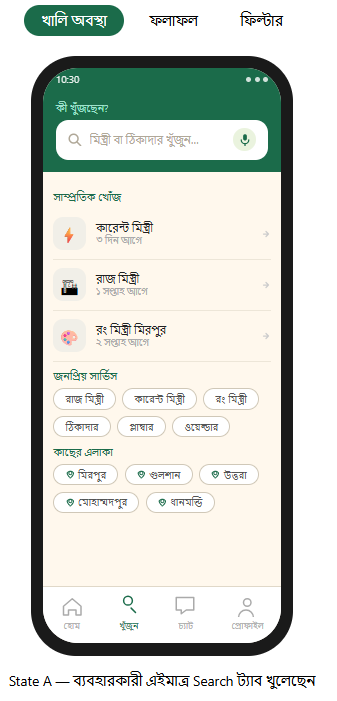 খালি অবস্থা ফলাফল ফিল্টার
10:30
কী খুঁজছেন?
মিস্ত্রী বা ঠিকাদার খুঁজুন...
সাম্প্রতিক খোঁজ
কারেন্ট মিস্ত্রী
৩ দিন আগে
রাজ মিস্ত্রী
১ সপ্তাহ আগে
রং মিস্ত্রী মিরপুর
২ সপ্তাহ আগে
জনপ্রিয় সার্ভিস
রাজ মিস্ত্রী কারেন্ট মিস্ত্রী রং মিস্ত্রী
ঠিকাদার প্লাম্বার ওয়েল্ডার
কাছের এলাকা
মিরপুর গুলশান উত্তরা
মোহাম্মদপুর ধানমন্ডি
হোম খুঁজুন চ্যাট প্রোফাইল
State A — ব্যবহারকারী এইমাত্র Search ট্যাব খুলেছেন